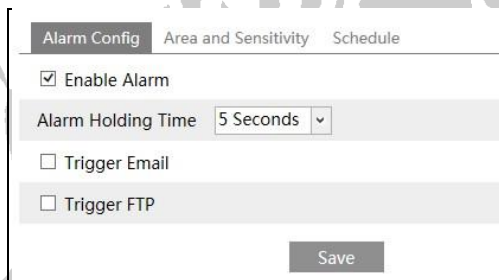 Alarm Config Area and Sensitivity Schedule
Enable Alarm
Alarm Holding Time 5 Seconds
Trigger Email
Trigger FTP
Save